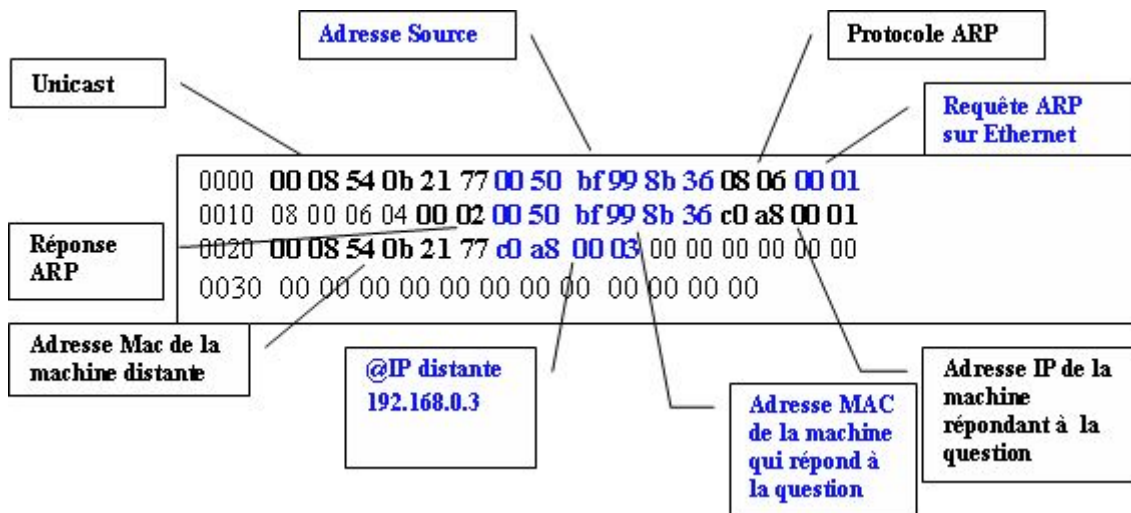 Adresse Source
Protocole ARP
Unicast
Requête ARP
sur Ethernet
0000 00 08 54 0b 21 77 00 50 bf 99 8b 36 08 06 00 01
0010 08 00 06 04 00 02 00 50 bf 99 8b 36 c0 a8 00 01
0020 00 08 54 0b 21 77 c0 a8 00 03 00 00 00 00 00 00
0030 00 00 00 00 00 00 00 00 00 00 00 00
Réponse
ARP
Adresse Mac de la
machine distante
@IP distante
192.168.0.3
Adresse MAC
de la machine
qui répond à
la question
Adresse IP de la
machine
répondant à la
question